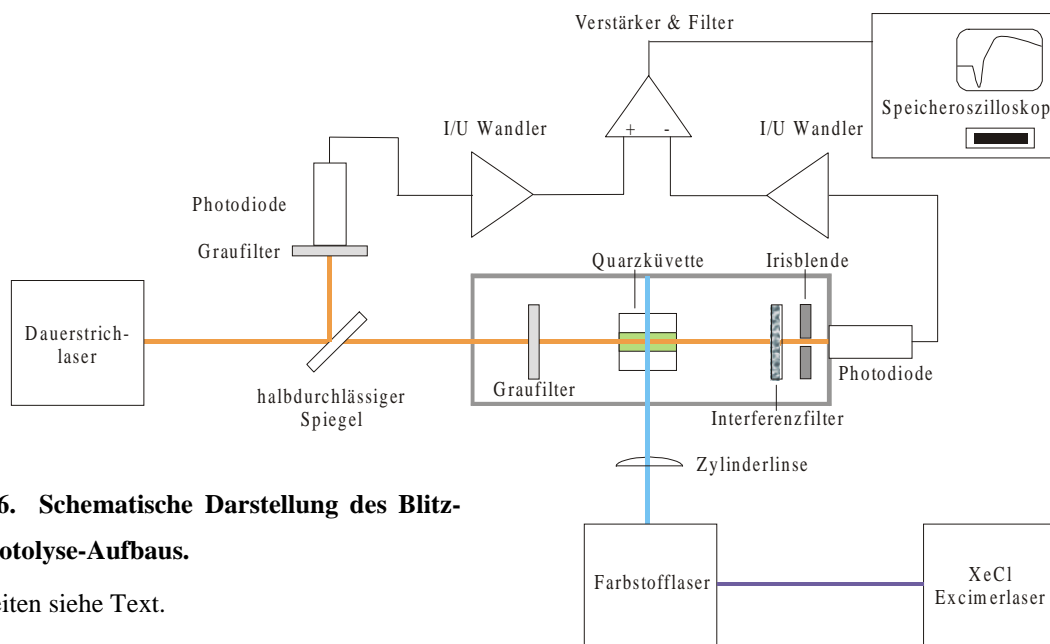 Verstärker & Filter
Speicheroszilloskop
I/U Wandler
I/U Wandler
+ -
Photodiode
Graufilter
Quarzküvette
Irisblende
Dauerstrich-
laser
halbdurchlässiger
Spiegel
Graufilter
Interferenzfilter
Photodiode
Zylinderlinse
6. Schematische Darstellung des Blitz-
otolyse-Aufbaus.
eiten siehe Text.
Farbstofflaser
XeCl
Excimerlaser